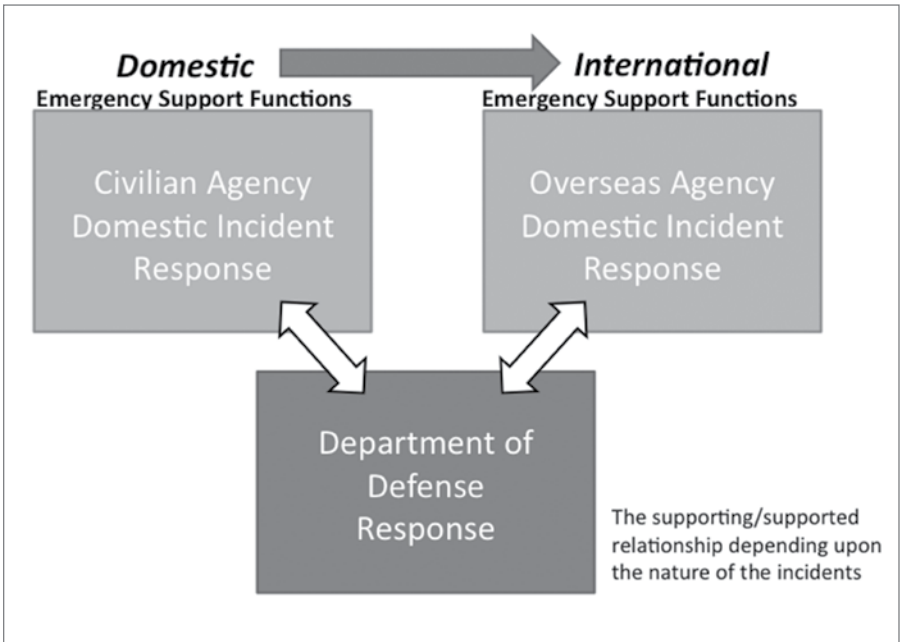 Domestic
International
Emergency Support Functions
Emergency Support Functions
Civilian Agency
Domestic Incident
Response
Overseas Agency
Domestic Incident
Response
Department of
Defense
Response
The supporting/supported
relationship depending upon
the nature of the incidents